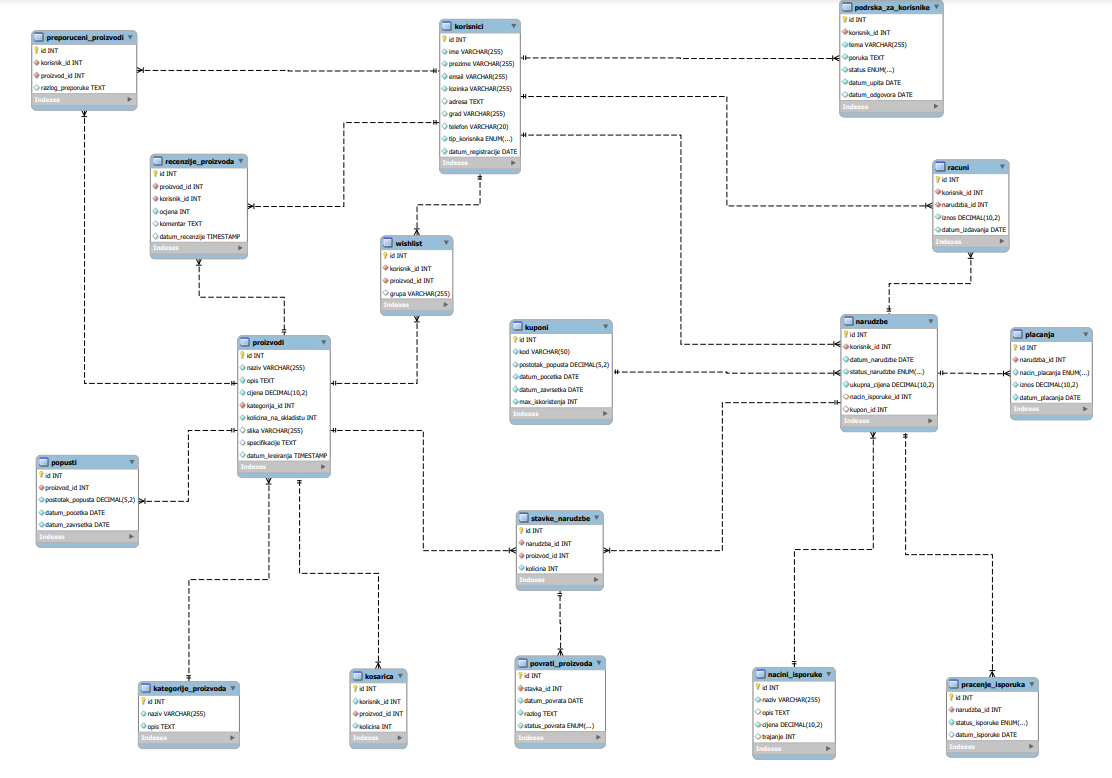 preporuceni_proizvodi
id INT
korisnik_id INT
proizvod_id INT
razlog_preporuke TEXT
Indexes
korisnici
id INT
ime VARCHAR(255)
prezime VARCHAR(255)
email VARCHAR(255)
lozinka VARCHAR(255)
adresa TEXT
grad VARCHAR(255)
telefon VARCHAR(20)
tip_korisnika ENUM(...)
datum_registracije DATE
Indexes
podrska_za_korisnike
id INT
korisnik_id INT
tema VARCHAR(255)
poruka TEXT
status ENUM(...)
datum_upita DATE
datum_odgovora DATE
Indexes
recenzije_proizvoda
id INT
proizvod_id INT
korisnik_id INT
ocjena INT
komentar TEXT
datum_recenzije TIMESTAMP
Indexes
racuni
id INT
korisnik_id INT
narudzba_id INT
iznos DECIMAL(10,2)
datum_izdavanja DATE
Indexes
wishlist
id INT
korisnik_id INT
proizvod_id INT
grupa VARCHAR(255)
Indexes
proizvodi
id INT
naziv VARCHAR(255)
opis TEXT
cijena DECIMAL(10,2)
kategorija_id INT
kolicina_na_skladistu INT
slika VARCHAR(255)
specifikacije TEXT
datum_kreiranja TIMESTAMP
Indexes
kuponi
id INT
kod VARCHAR(50)
postotak_popusta DECIMAL(5,2)
datum_pocetka DATE
datum_zavrsetka DATE
max_iskoristenja INT
Indexes
narudzbe
id INT
korisnik_id INT
datum_narudzbe DATE
status_narudzbe ENUM(...)
ukupna_cijena DECIMAL(10,2)
nacin_isporuke_id INT
kupon_id INT
Indexes
placanja
id INT
narudzba_id INT
nacin_placanja ENUM(...)
iznos DECIMAL(10,2)
datum_placanja DATE
Indexes
popusti
id INT
proizvod_id INT
postotak_popusta DECIMAL(5,2)
datum_pocetka DATE
datum_zavrsetka DATE
Indexes
stavke_narudzbe
id INT
narudzba_id INT
proizvod_id INT
kolicina INT
Indexes
kategorije_proizvoda
id INT
naziv VARCHAR(255)
opis TEXT
Indexes
kosarica
id INT
korisnik_id INT
proizvod_id INT
kolicina INT
Indexes
povrati_proizvoda
id INT
stavka_id INT
datum_povrata DATE
razlog TEXT
status_povrata ENUM(...)
Indexes
nacini_isporuke
id INT
naziv VARCHAR(255)
opis TEXT
cijena DECIMAL(10,2)
trajanje INT
Indexes
pracenje_isporuka
id INT
narudzba_id INT
status_isporuke ENUM(...)
datum_isporuke DATE
Indexes